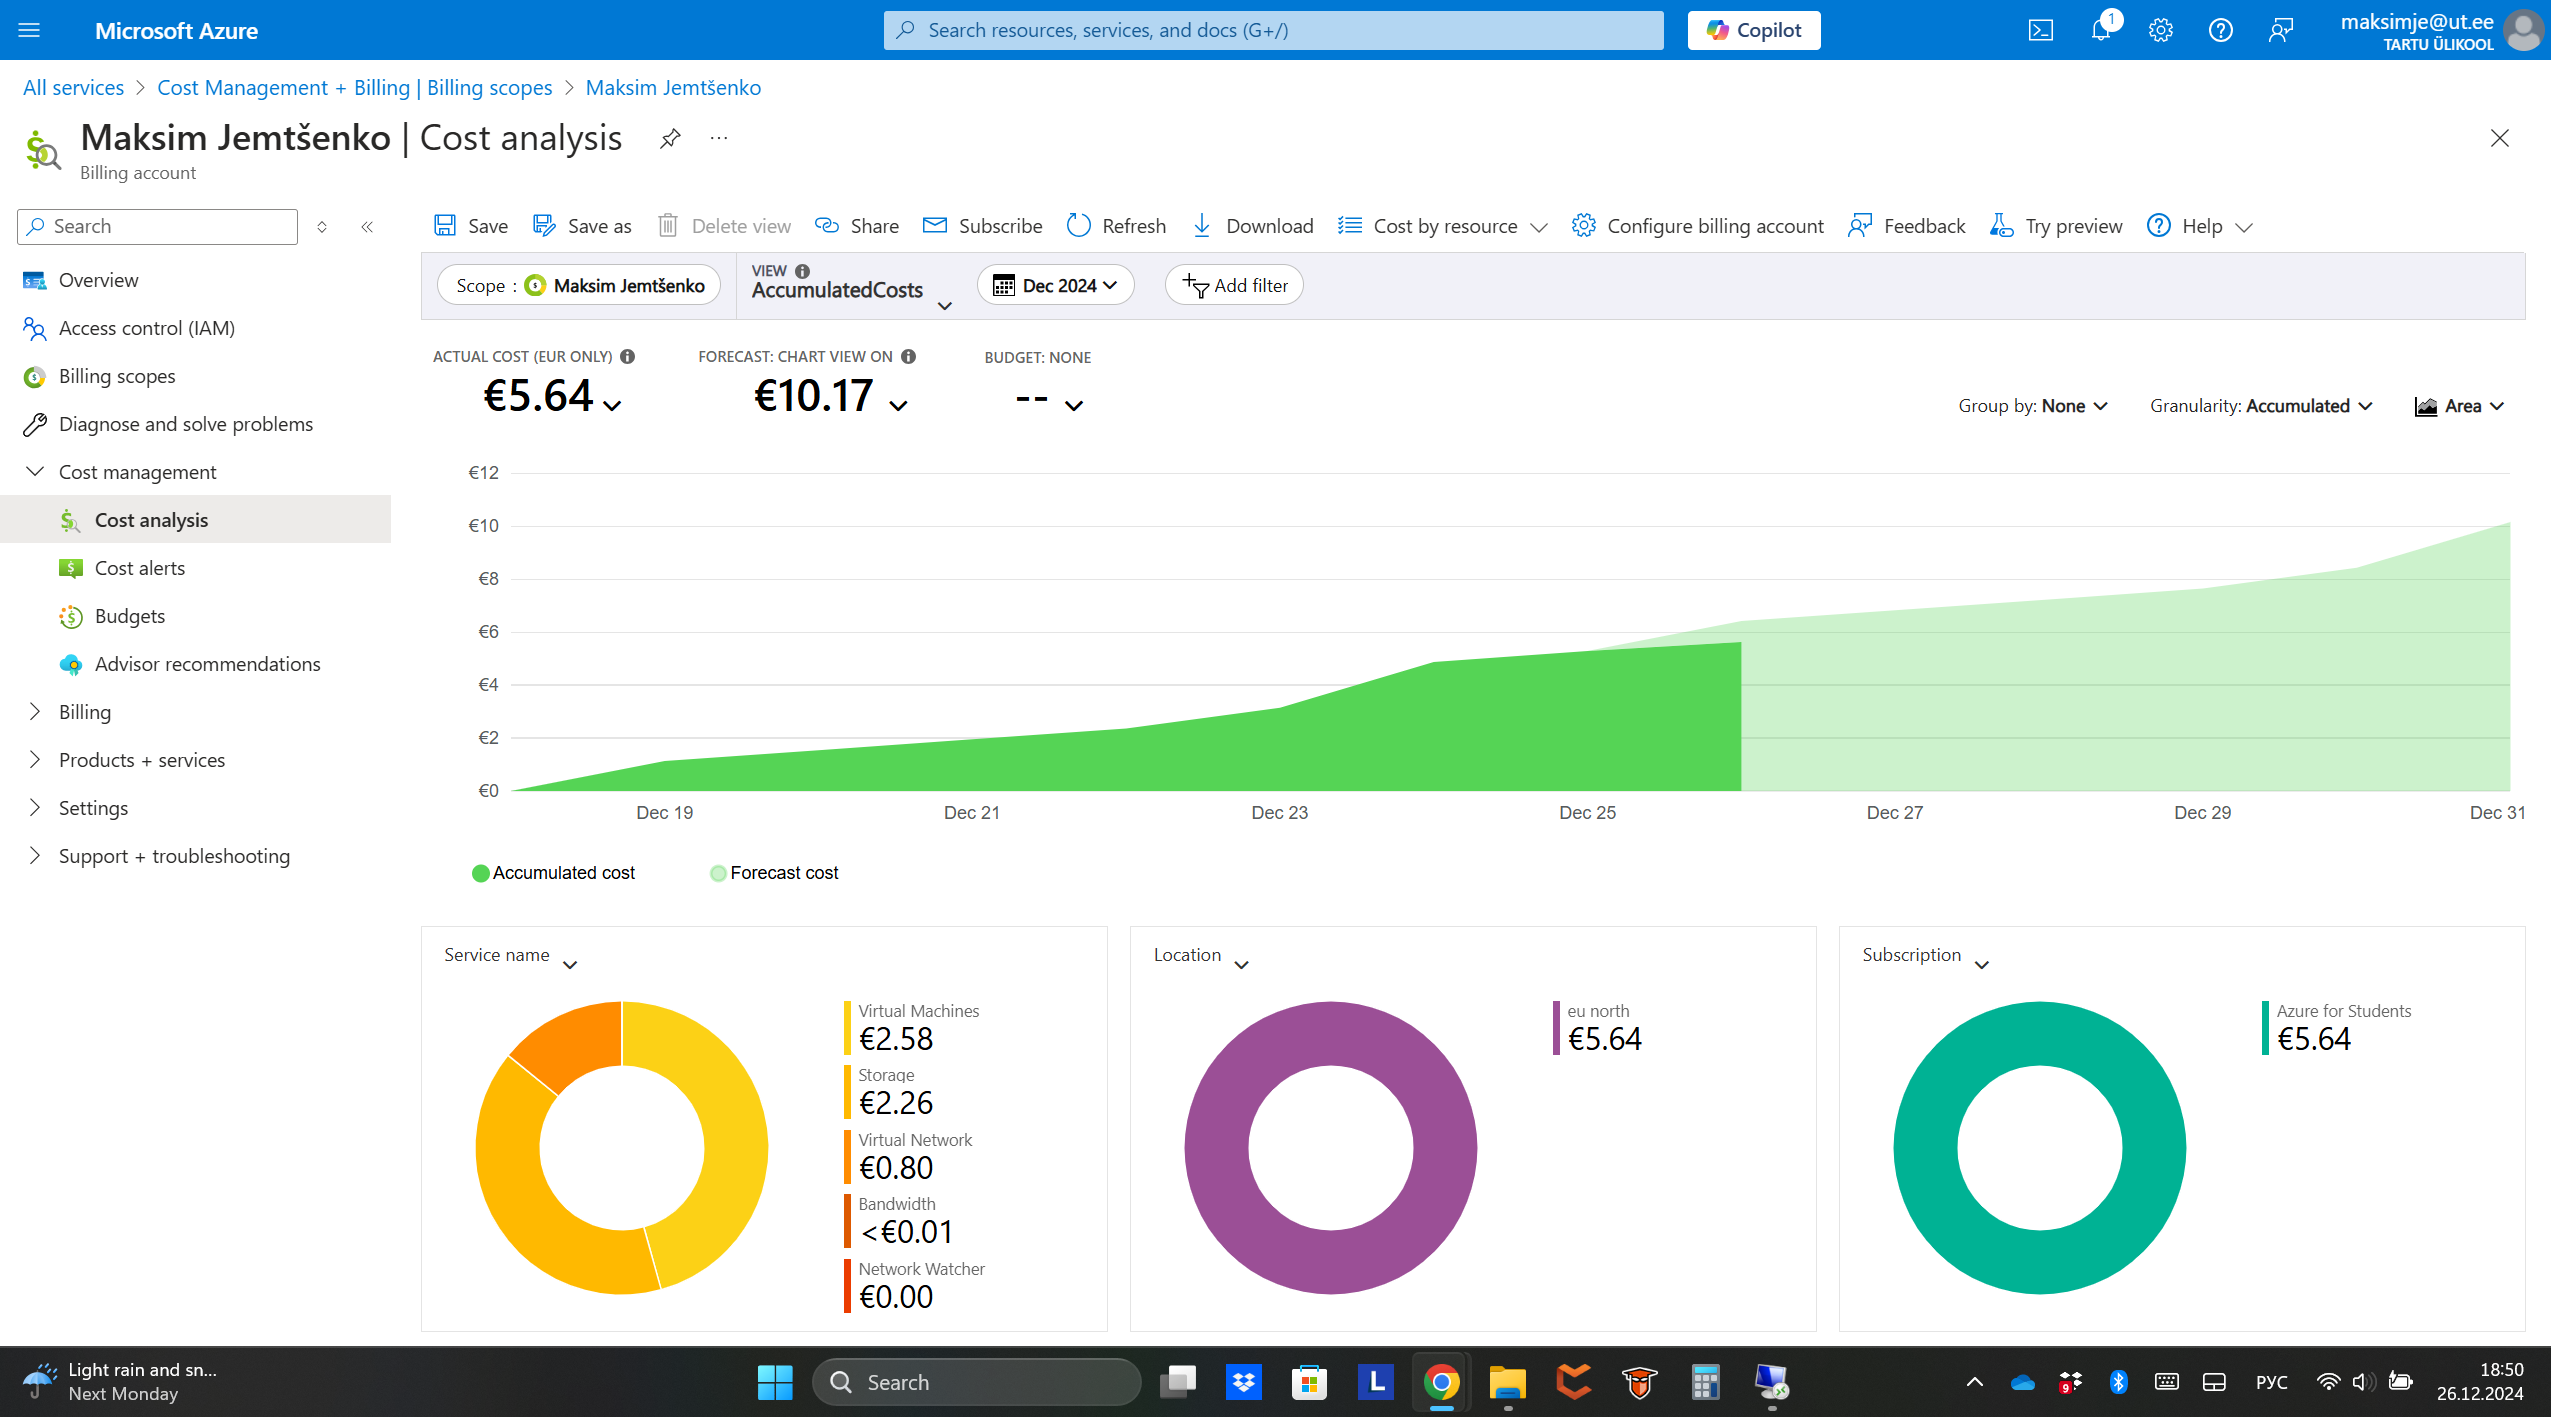 Microsoft Azure
Search resources, services, and docs (G+/)
Copilot
1
maksimje@ut.ee
TARTU ÜLIKOOL
All services > Cost Management + Billing | Billing scopes > Maksim Jemtšenko
Maksim Jemtšenko | Cost analysis
Billing account
Search
Overview
Access control (IAM)
Billing scopes
Diagnose and solve problems
Cost management
Cost analysis
Cost alerts
Budgets
Advisor recommendations
Billing
Products + services
Settings
Support + troubleshooting
Save
Save as
Delete view
Share
Subscribe
Refresh
Download
Cost by resource
Configure billing account
Feedback
Try preview
Help
Scope : Maksim Jemtšenko
VIEW
AccumulatedCosts
Dec 2024
Add filter
ACTUAL COST (EUR ONLY)
€5.64
FORECAST: CHART VIEW ON
€10.17
BUDGET: NONE
--
Group by: None
Granularity: Accumulated
Area
€12
€10
€8
€6
€4
€2
€0
Dec 19
Dec 21
Dec 23
Dec 25
Dec 27
Dec 29
Dec 31
Accumulated cost
Forecast cost
Service name
Virtual Machines
€2.58
Storage
€2.26
Virtual Network
€0.80
Bandwidth
<€0.01
Network Watcher
€0.00
Location
eu north
€5.64
Subscription
Azure for Students
€5.64
Light rain and sn...
Next Monday
Search
L
9
РУС
18:50
26.12.2024